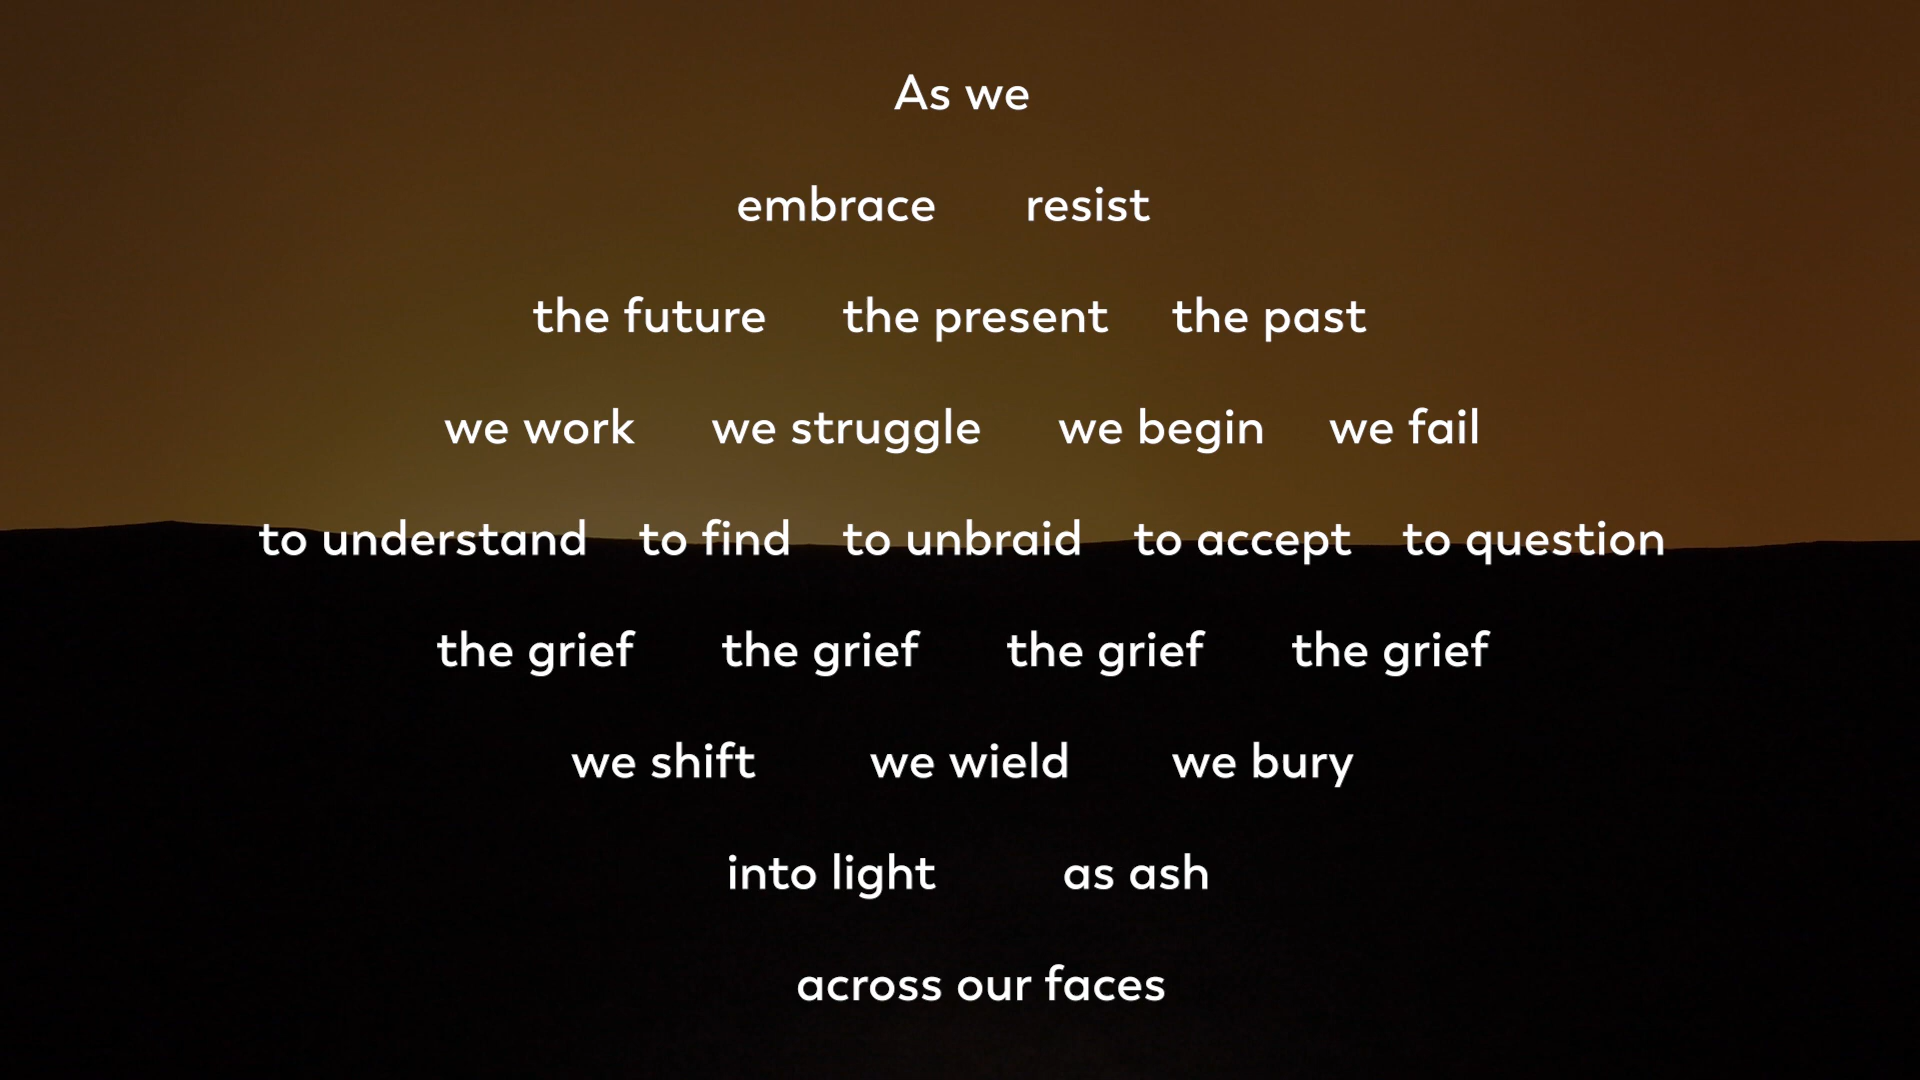 As we
embrace resist
the future the present the past
we work we struggle we begin we fail
to understand to find to unbraid to accept to question
the grief the grief the grief the grief
we shift we wield we bury
into light as ash
across our faces